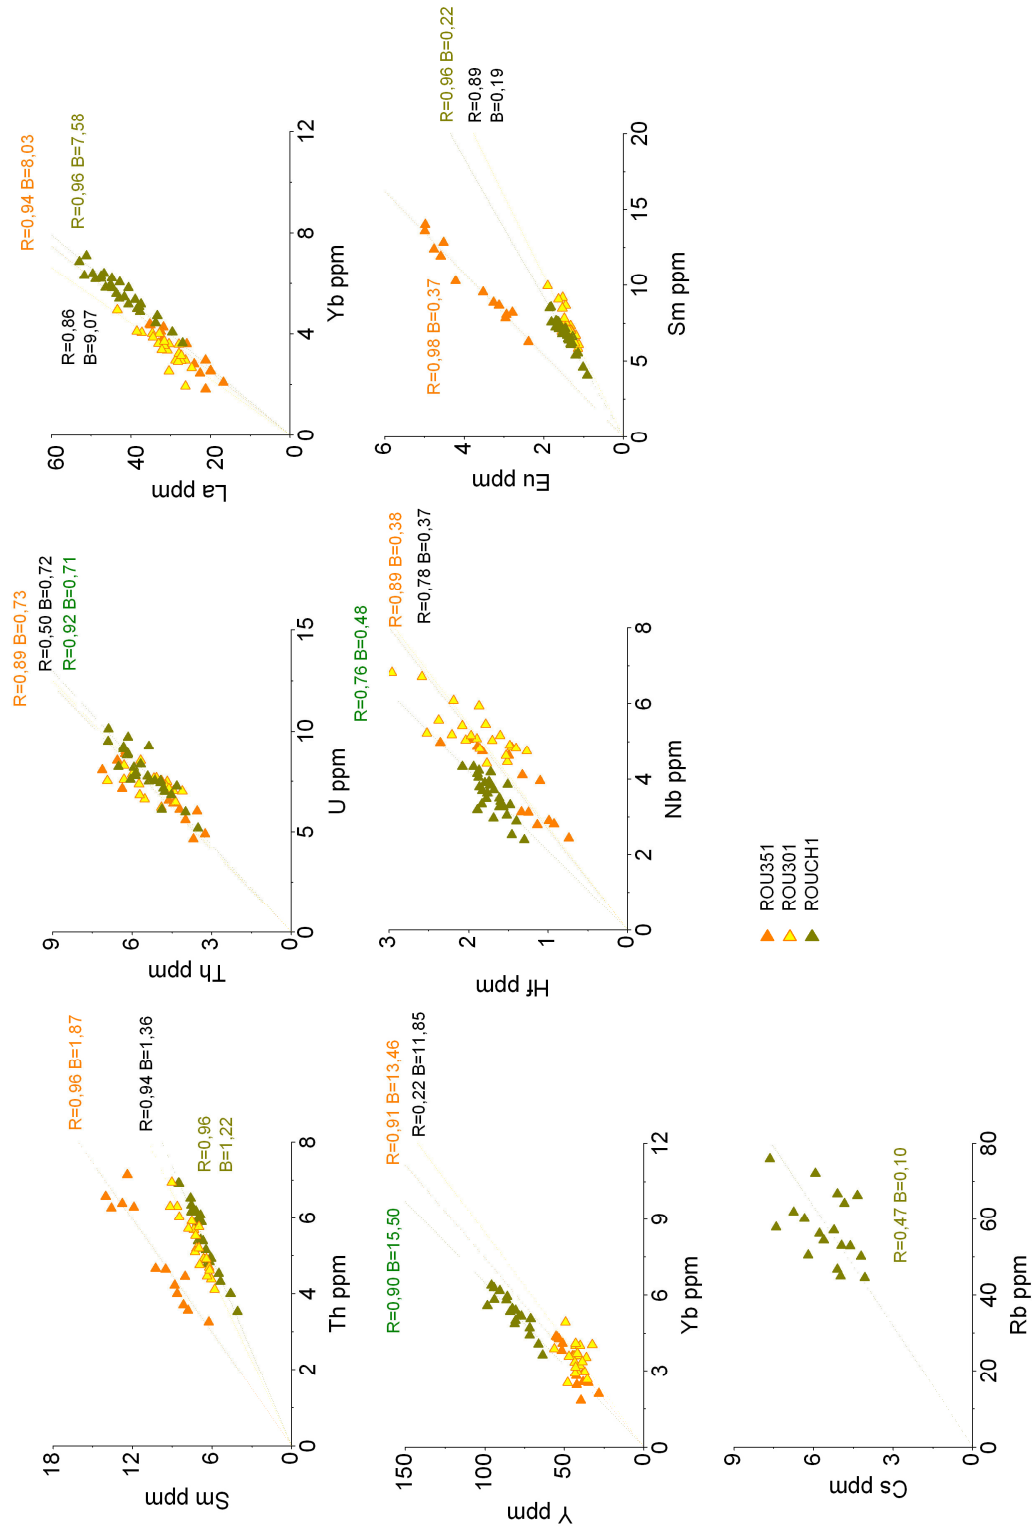 R=0,96 B=1,87
R=0,94 B=1,36
R=0,96
B=1,22
18
12
6
0
Sm ppm
0
2
4
6
8
Th ppm
R=0,89 B=0,73
R=0,50 B=0,72
R=0,92 B=0,71
9
6
3
0
Th ppm
0
5
10
15
U ppm
R=0,94 B=8,03
R=0,96 B=7,58
R=0,86
B=9,07
60
40
20
0
La ppm
0
4
8
12
Yb ppm
R=0,91 B=13,46
R=0,22 B=11,85
R=0,90 B=15,50
150
100
50
0
Y ppm
0
3
6
9
12
Yb ppm
R=0,76 B=0,48
R=0,89 B=0,38
R=0,78 B=0,37
3
2
1
0
Hf ppm
0
2
4
6
8
Nb ppm
R=0,98 B=0,37
R=0,96 B=0,22
R=0,89
B=0,19
6
4
2
0
Eu ppm
0
5
10
15
20
Sm ppm
R=0,47 B=0,10
9
6
3
0
Cs ppm
0
20
40
60
80
Rb ppm
ROU351
ROU301
ROUCH1